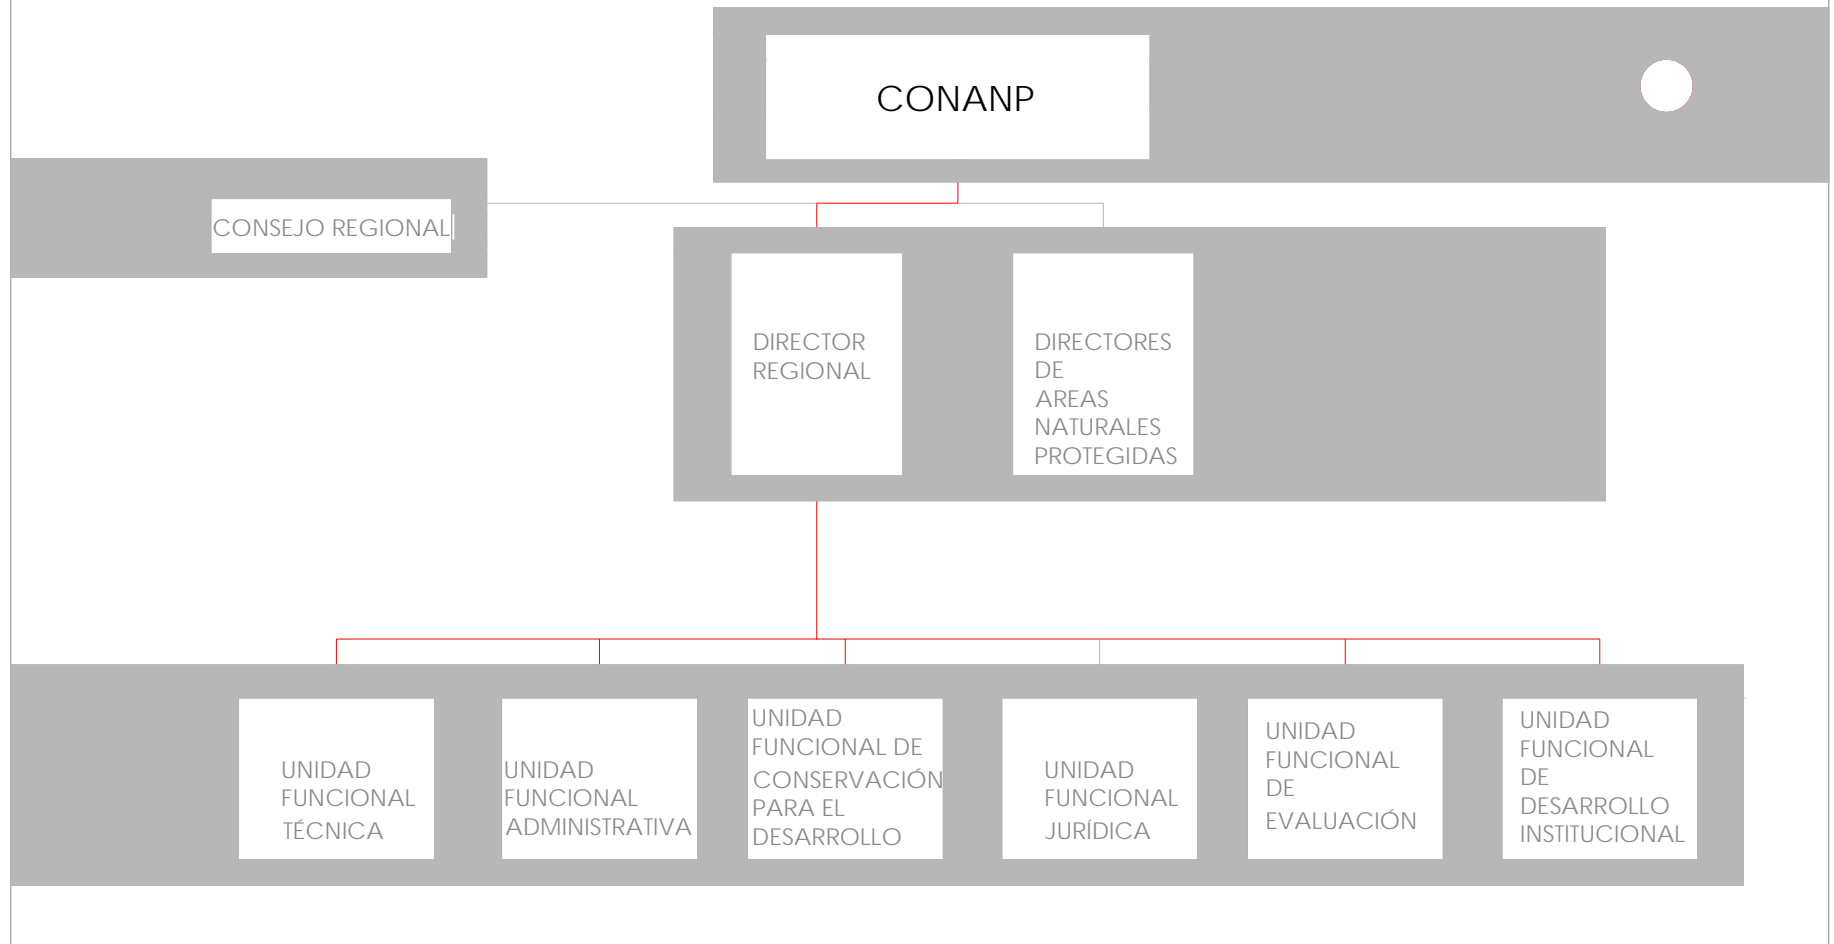 CONANP
CONSEJO REGIONAL
DIRECTOR
REGIONAL
DIRECTORES
DE
AREAS
NATURALES
PROTEGIDAS
UNIDAD
FUNCIONAL
TÉCNICA
UNIDAD
FUNCIONAL
ADMINISTRATIVA
UNIDAD
FUNCIONAL DE
CONSERVACIÓN
PARA EL
DESARROLLO
UNIDAD
FUNCIONAL
JURÍDICA
UNIDAD
FUNCIONAL
DE
EVALUACIÓN
UNIDAD
FUNCIONAL
DE
DESARROLLO
INSTITUCIONAL